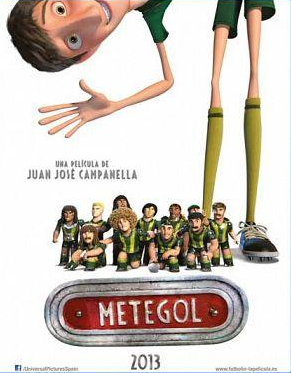 UNA PELÍCULA DE
JUAN JOSÉ CAMPANELLA
METEGOL
2013
/UniversalPicturesSpain
www.futbolin-lapelicula.es